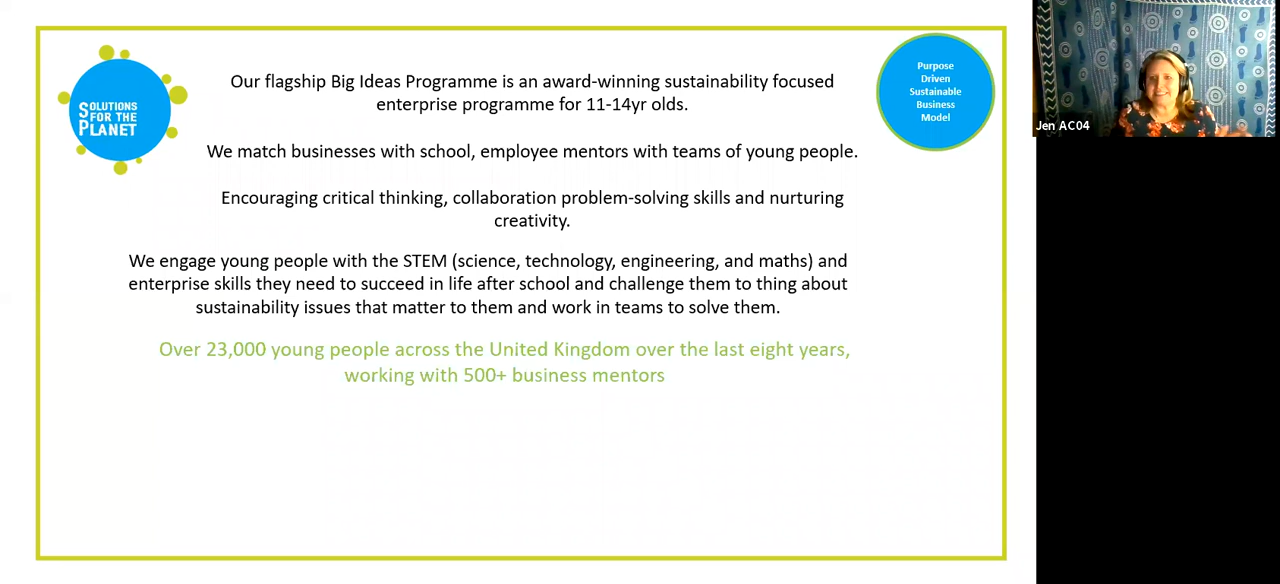 SOLUTIONS
FOR THE
PLANET
Our flagship Big Ideas Programme is an award-winning sustainability focused
enterprise programme for 11-14yr olds.
Purpose
Driven
Sustainable
Business
Model
Jen AC04
We match businesses with school, employee mentors with teams of young people.
Encouraging critical thinking, collaboration problem-solving skills and nurturing
creativity.
We engage young people with the STEM (science, technology, engineering, and maths) and
enterprise skills they need to succeed in life after school and challenge them to thing about
sustainability issues that matter to them and work in teams to solve them.
Over 23,000 young people across the United Kingdom over the last eight years,
working with 500+ business mentors